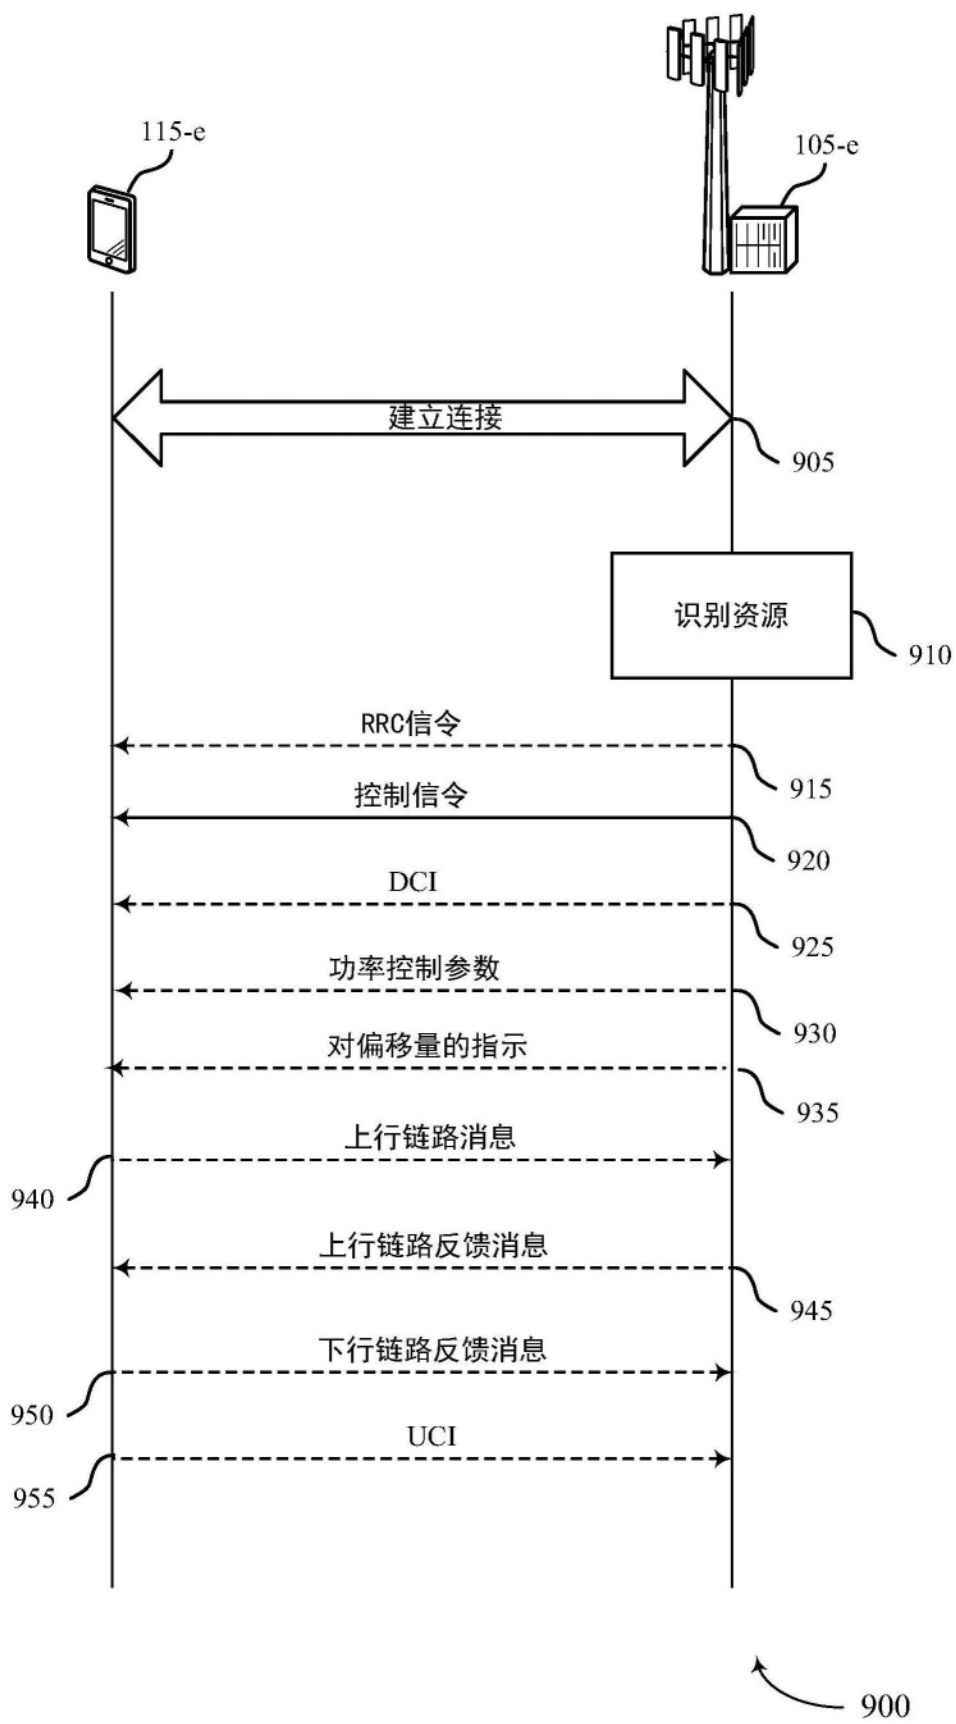 115-e
105-e
建立连接
905
识别资源
910
RRC信令
915
控制信令
920
DCI
925
功率控制参数
930
对偏移量的指示
935
上行链路消息
940
上行链路反馈消息
945
下行链路反馈消息
950
UCI
955
900